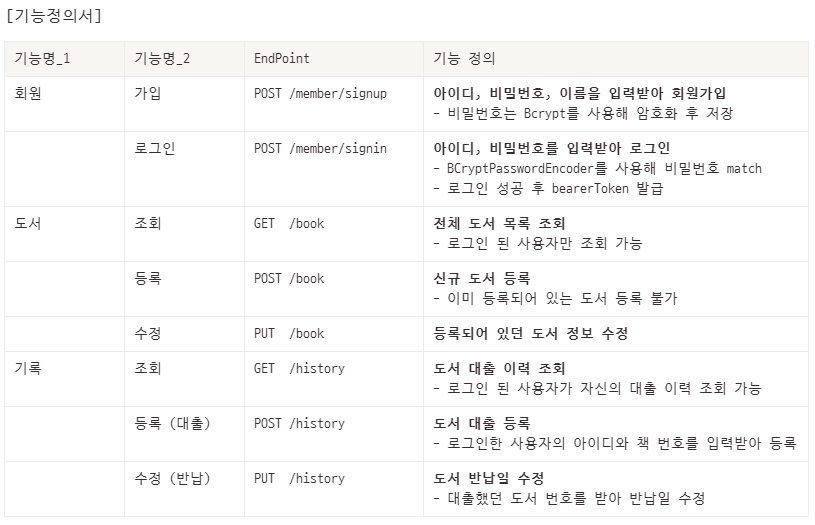 [기능정의서]
기능명_1 기능명_2 EndPoint 기능 정의
회원 가입 POST /member/signup 아이디, 비밀번호, 이름을 입력받아 회원가입
- 비밀번호는 Bcrypt를 사용해 암호화 후 저장
로그인 POST /member/signin 아이디, 비밀번호를 입력받아 로그인
- BCryptPasswordEncoder를 사용해 비밀번호 match
- 로그인 성공 후 bearerToken 발급
도서 조회 GET /book 전체 도서 목록 조회
- 로그인 된 사용자만 조회 가능
등록 POST /book 신규 도서 등록
- 이미 등록되어 있는 도서 등록 불가
수정 PUT /book 등록되어 있던 도서 정보 수정
기록 조회 GET /history 도서 대출 이력 조회
- 로그인 된 사용자가 자신의 대출 이력 조회 가능
등록 (대출) POST /history 도서 대출 등록
- 로그인한 사용자의 아이디와 책 번호를 입력받아 등록
수정 (반납) PUT /history 도서 반납일 수정
- 대출했던 도서 번호를 받아 반납일 수정